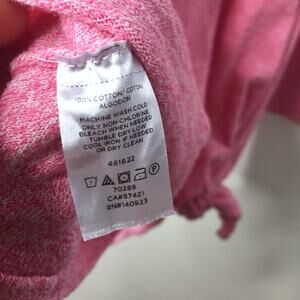 100% COTTON/ COTTON
ALGODON
MACHINE WASH COLD
ONLY NON-CHLORINE
BLEACH WHEN NEEDED
TUMBLE DRY LOW
COOL IRON IF NEEDED
OR DRY CLEAN
461622
70289
CA#57421
RN#140923